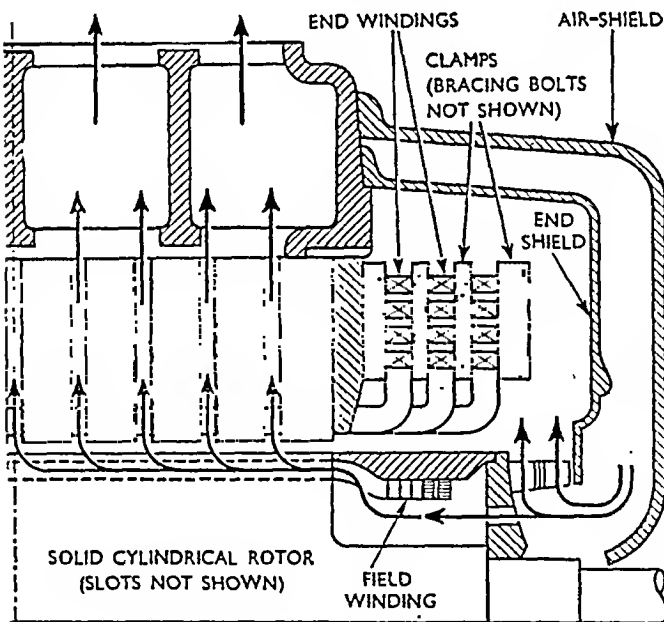 END WINDINGS
AIR-SHIELD
CLAMPS
(BRACING BOLTS
NOT SHOWN)
END
SHIELD
SOLID CYLINDRICAL ROTOR
(SLOTS NOT SHOWN)
FIELD
WINDING